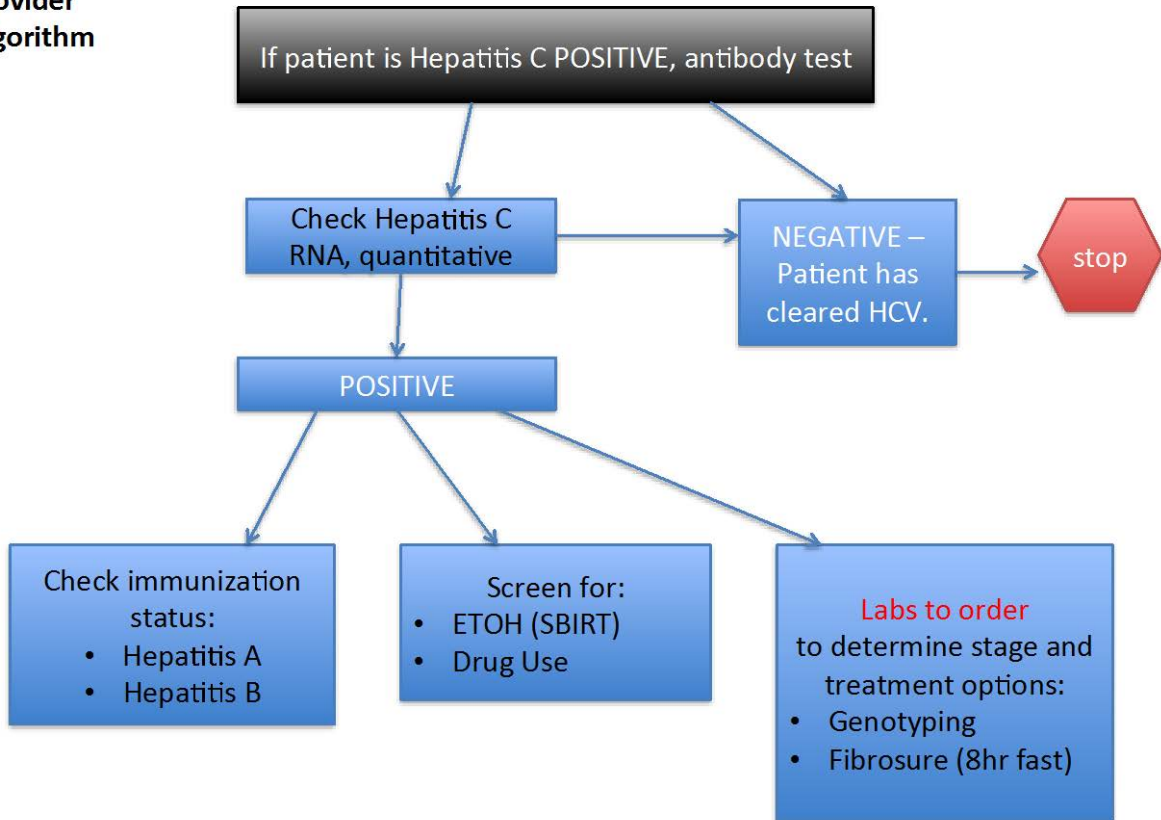 If patient is Hepatitis C POSITIVE, antibody test
Check Hepatitis C
RNA, quantitative
NEGATIVE –
Patient has
cleared HCV.
stop
POSITIVE
Check immunization
status:
• Hepatitis A
• Hepatitis B
Screen for:
• ETOH (SBIRT)
• Drug Use
Labs to order
to determine stage and
treatment options:
• Genotyping
• Fibrosure (8hr fast)